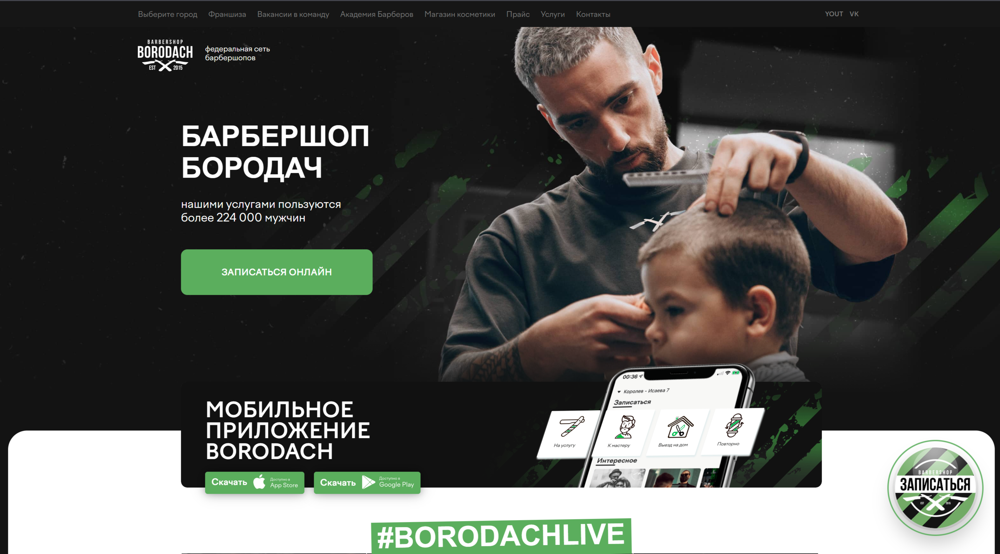 Выберите город Франшиза Вакансии в команду Академия Барберов Магазин косметики Прайс Услуги Контакты YOUT VK
BARBERSHOP
BORODACH
EST 2015
федеральная сеть
барбершопов
БАРБЕРШОП
БОРОДАЧ
нашими услугами пользуются
более 224 000 мужчин
ЗАПИСАТЬСЯ ОНЛАЙН
МОБИЛЬНОЕ
ПРИЛОЖЕНИЕ
BORODACH
Скачать
Доступно в
App Store
Скачать
Доступно в
Google Play
00:36
Королев - Исаева 7
Записаться
На услугу
К мастеру
Выезд на дом
Повторно
Интересное
BARBERSHOP
ЗАПИСАТЬСЯ
EST 2015
#BORODACHLIVE